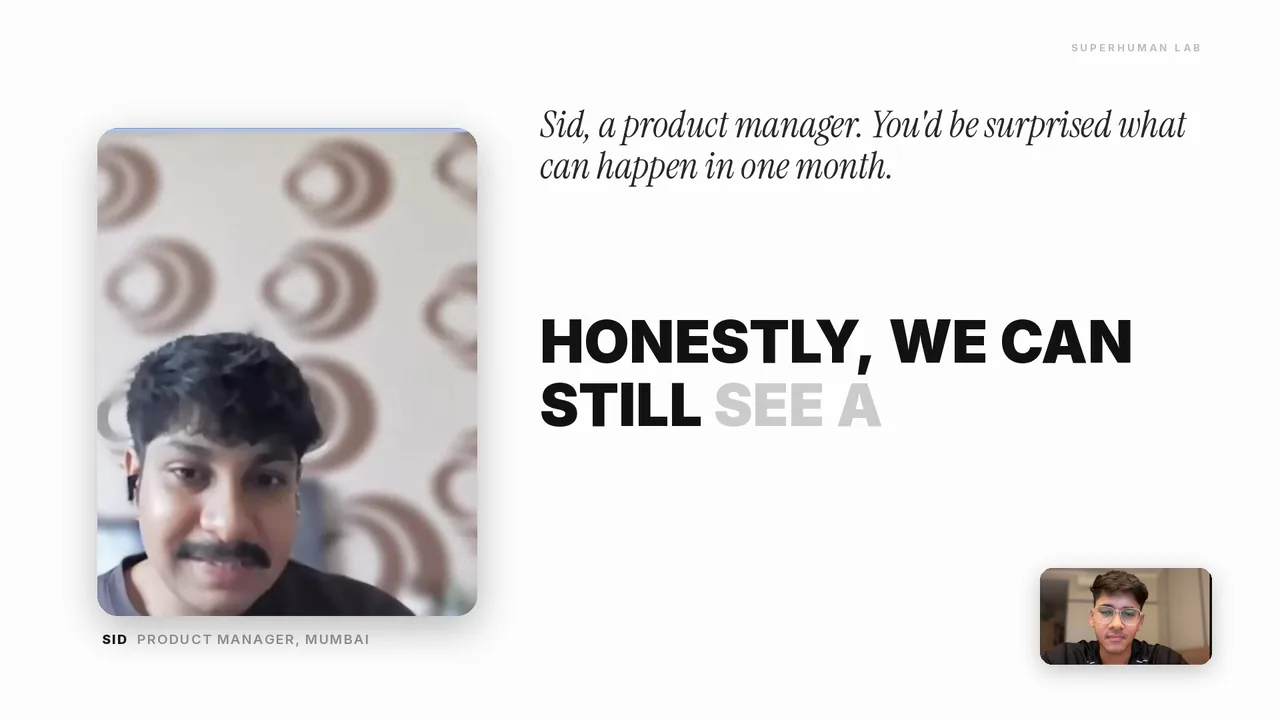 SUPERHUMAN LAB
Sid, a product manager. You'd be surprised what
can happen in one month.
HONESTLY, WE CAN
STILL SEE A
SID PRODUCT MANAGER, MUMBAI